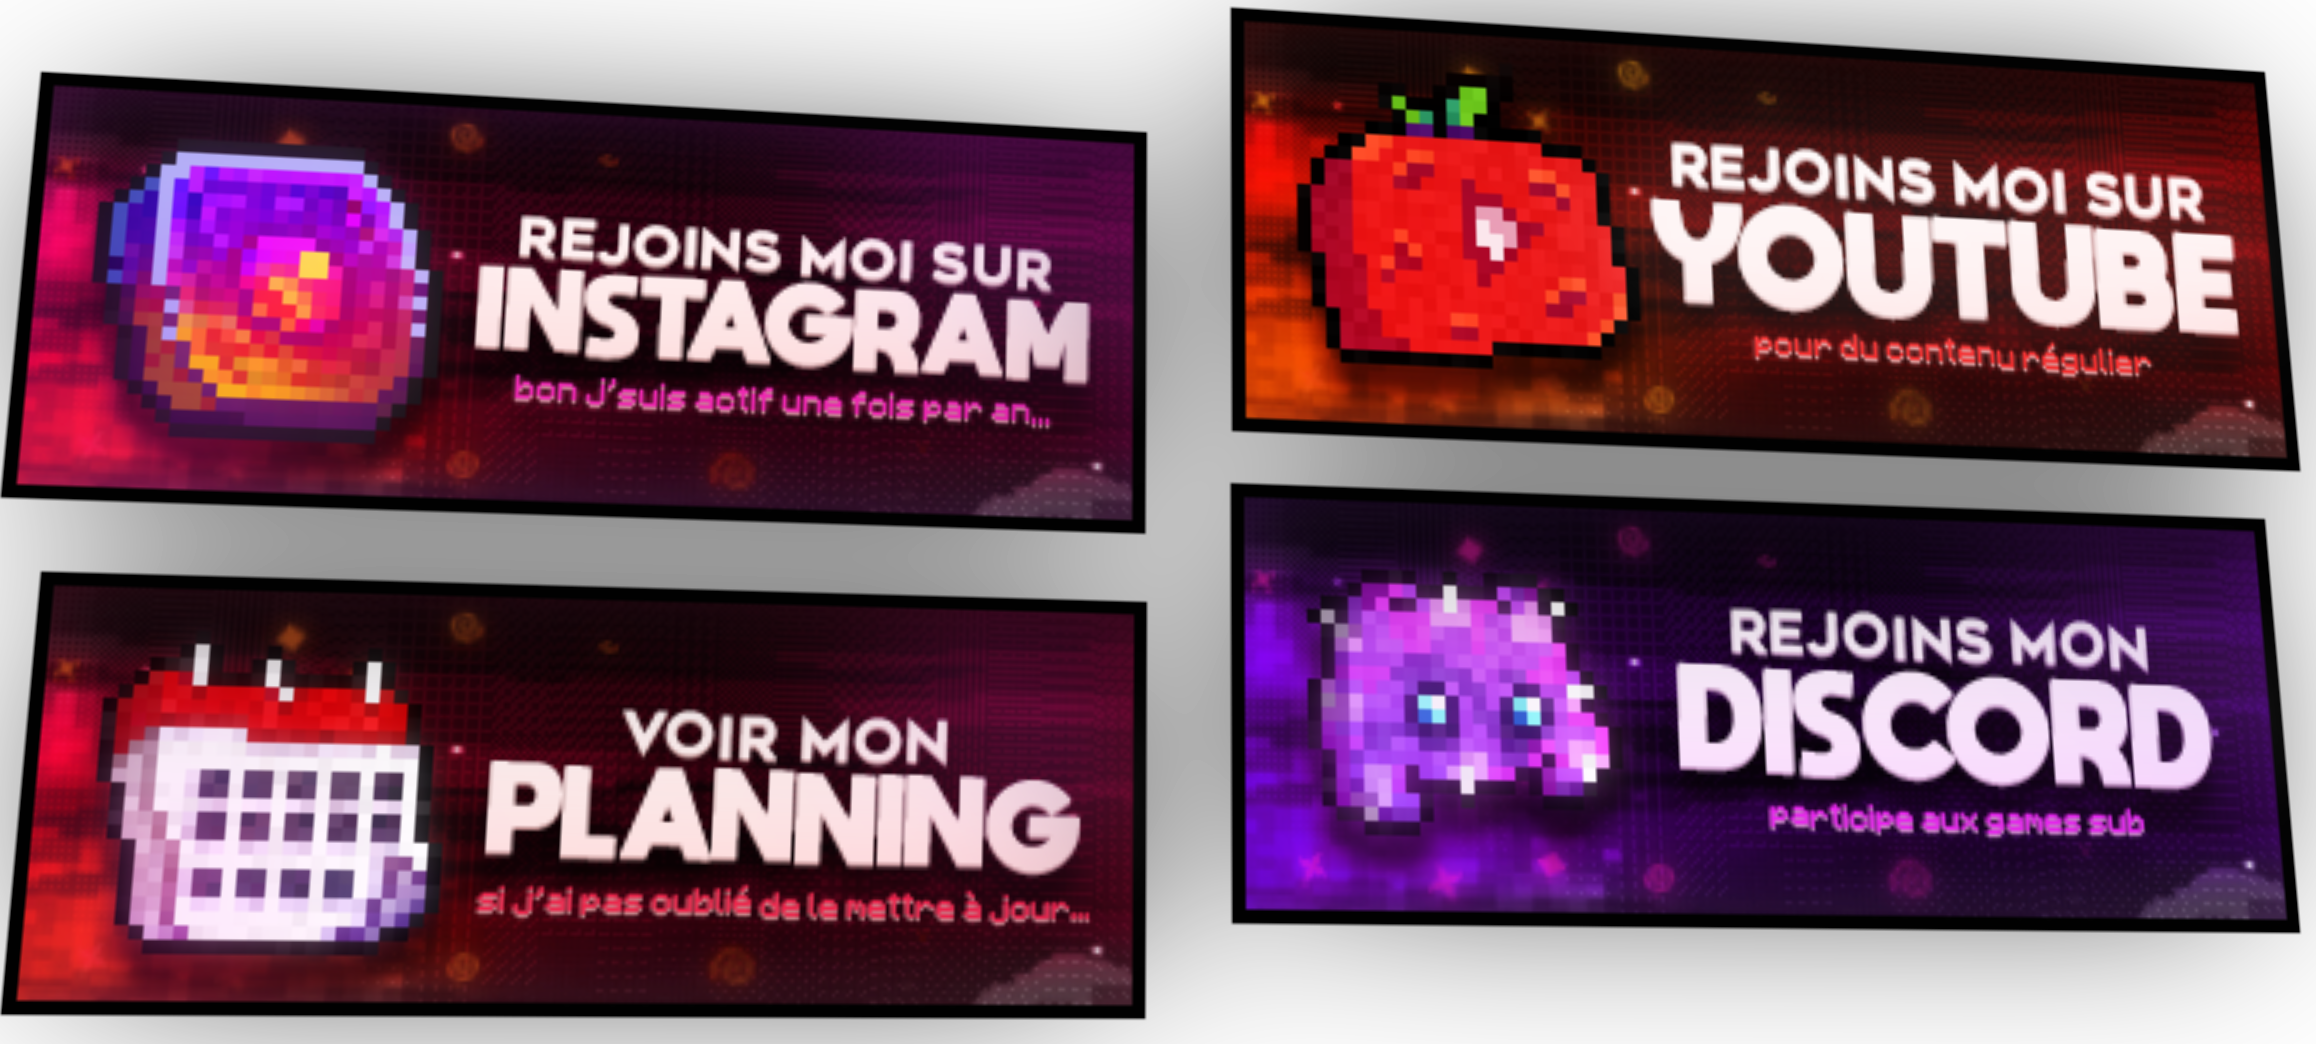 REJOINS MOI SUR
INSTAGRAM
bon j'suis actif une fois par an...
REJOINS MOI SUR
YOUTUBE
pour du contenu régulier
VOIR MON
PLANNING
si j'ai pas oublié de le mettre à jour...
REJOINS MON
DISCORD
participe aux games sub